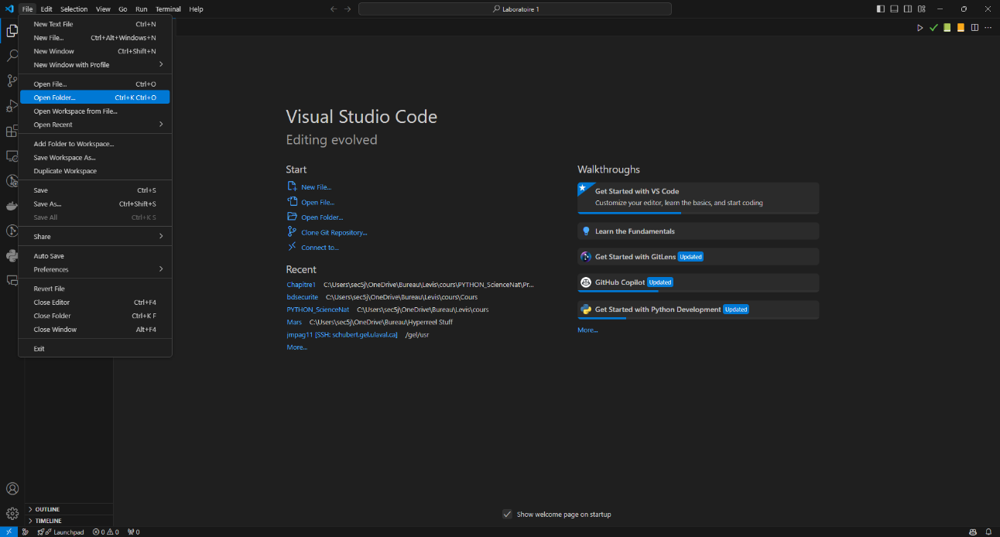 File Edit Selection View Go Run Terminal Help
Laboratoire 1
New Text File Ctrl+N
New File... Ctrl+Alt+Windows+N
New Window Ctrl+Shift+N
New Window with Profile
Open File... Ctrl+O
Open Folder... Ctrl+K Ctrl+O
Open Workspace from File...
Open Recent
Add Folder to Workspace...
Save Workspace As...
Duplicate Workspace
Save Ctrl+S
Save As... Ctrl+Shift+S
Save All Ctrl+K S
Share
Auto Save
Preferences
Revert File
Close Editor Ctrl+F4
Close Folder Ctrl+K F
Close Window Alt+F4
Exit
Visual Studio Code
Editing evolved
Start
New File...
Open File...
Open Folder...
Clone Git Repository...
Connect to...
Recent
Chapitre1 C:\Users\sec5j\OneDrive\Bureau\Levis\cours\PYTHON_ScienceNat\Pr...
bdsecurite C:\Users\sec5j\OneDrive\Bureau\Levis\cours\Cours
PYTHON_ScienceNat C:\Users\sec5j\OneDrive\Bureau\Levis\cours
Mars C:\Users\sec5j\OneDrive\Bureau\Hyperreel Stuff
jmpag11 [SSH: schubert.gel.ulaval.ca] /gel/usr
More...
Walkthroughs
Get Started with VS Code
Customize your editor, learn the basics, and start coding
Learn the Fundamentals
Get Started with GitLens Updated
GitHub Copilot Updated
Get Started with Python Development Updated
More...
Show welcome page on startup
OUTLINE
TIMELINE
Launchpad 0 0 0